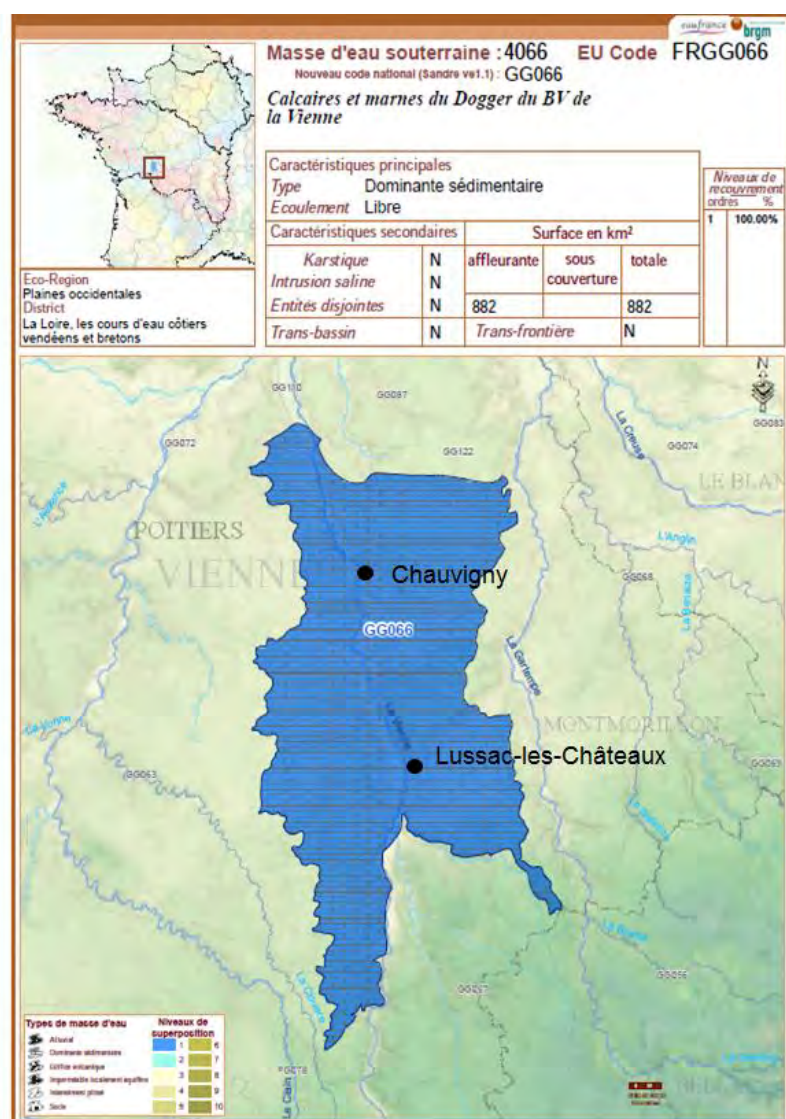 eaufrance brgm
Masse d'eau souterraine : 4066 EU Code FRGG066
Nouveau code national (Sandre ve1.1) : GG066
Calcaires et marnes du Dogger du BV de
la Vienne
Caractéristiques principales
Type Dominante sédimentaire
Ecoulement Libre
Niveaux de
recouvrement
ordres %
1 100.00%
Caractéristiques secondaires Surface en km²
Karstique N affleurante sous couverture totale
Intrusion saline N
Entités disjointes N 882 882
Trans-bassin N Trans-frontière N
Eco-Region
Plaines occidentales
District
La Loire, les cours d'eau côtiers
vendéens et bretons
N
GG110
GG087
GG083
GG072
GG122
GG074
La Creuse
LE BLAN
POITIERS
L'Anglin
VIENNE
Chauvigny
GG066
La Gartempe
La Vienne
MONTMORILLON
Lussac-les-Châteaux
GG063
La Clouère
GG056
GG057
Le Clain
GG078
Types de masse d'eau
Alluvial
Dominante sédimentaire
Edifice volcanique
Imperméable localement aquifère
Intensément plissé
Socle
Niveaux de
superposition
1 6
2 7
3 8
4 9
5 10